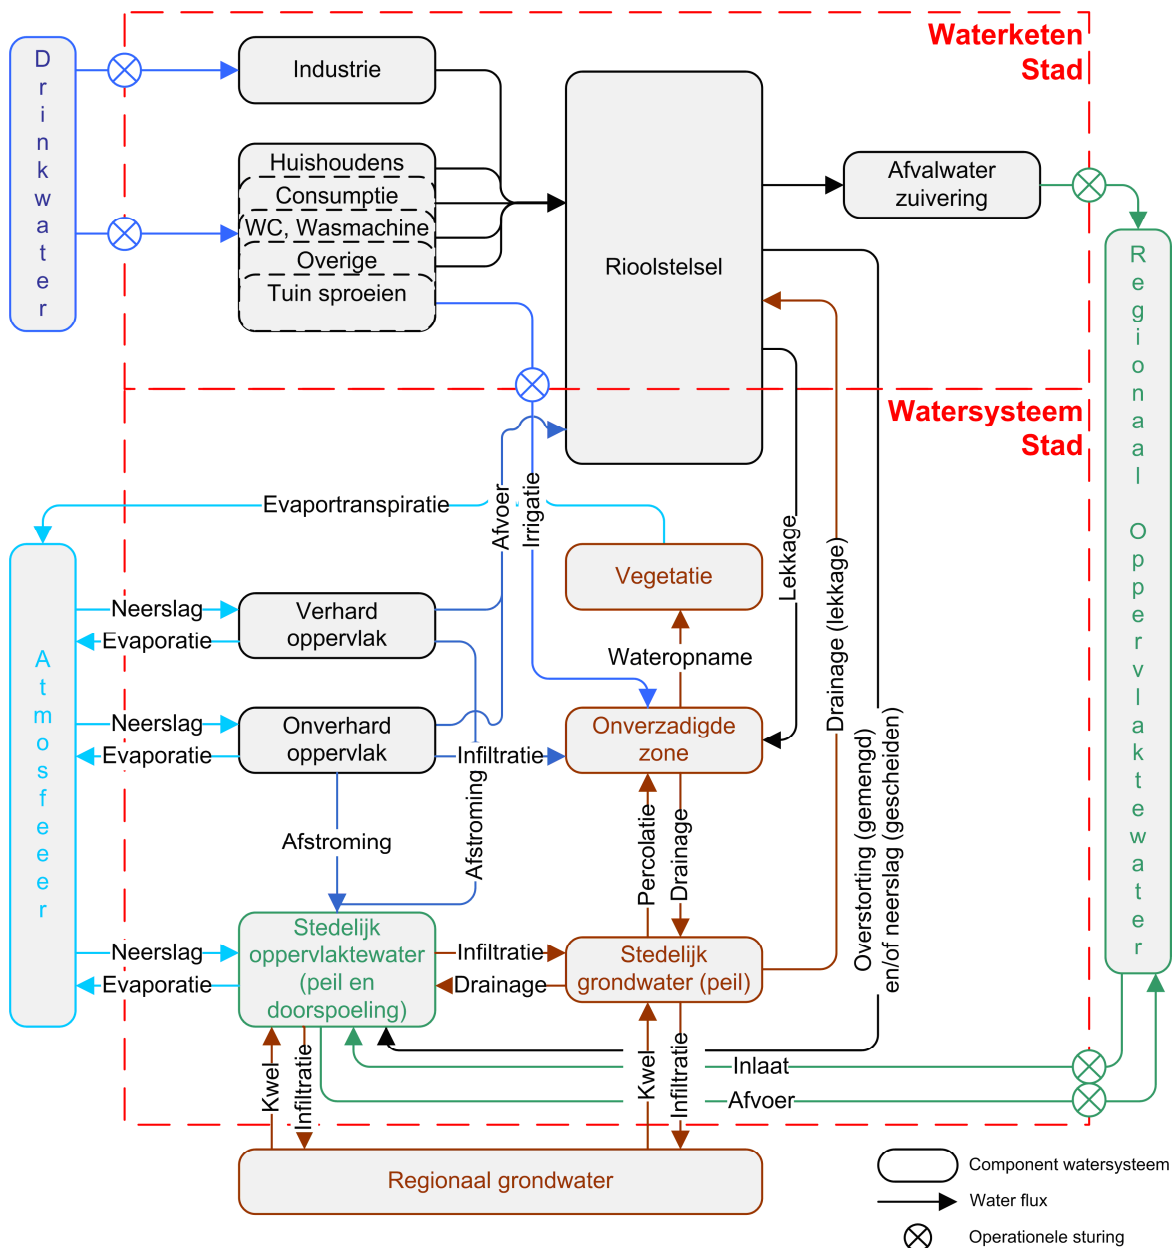 Waterketen
Stad
Drinkwater
Industrie
Huishoudens
Consumptie
WC, Wasmachine
Overige
Tuin sproeien
Rioolstelsel
Afvalwater
zuivering
Regionaal Oppervlaktewater
Watersysteem
Stad
Evaportranspiratie
Afvoer
Irrigatie
Lekkage
Drainage (lekkage)
Overstorting (gemengd)
en/of neerslag (gescheiden)
Vegetatie
Wateropname
Atmosfeeer
Neerslag
Evaporatie
Verhard
oppervlak
Neerslag
Evaporatie
Onverhard
oppervlak
Infiltratie
Onverzadigde
zone
Afstroming
Afstroming
Percolatie
Drainage
Neerslag
Evaporatie
Stedelijk
oppervlaktewater
(peil en
doorspoeling)
Infiltratie
Drainage
Stedelijk
grondwater (peil)
Kwel
Infiltratie
Kwel
Infiltratie
Inlaat
Afvoer
Regionaal grondwater
Component watersysteem
Water flux
Operationele sturing